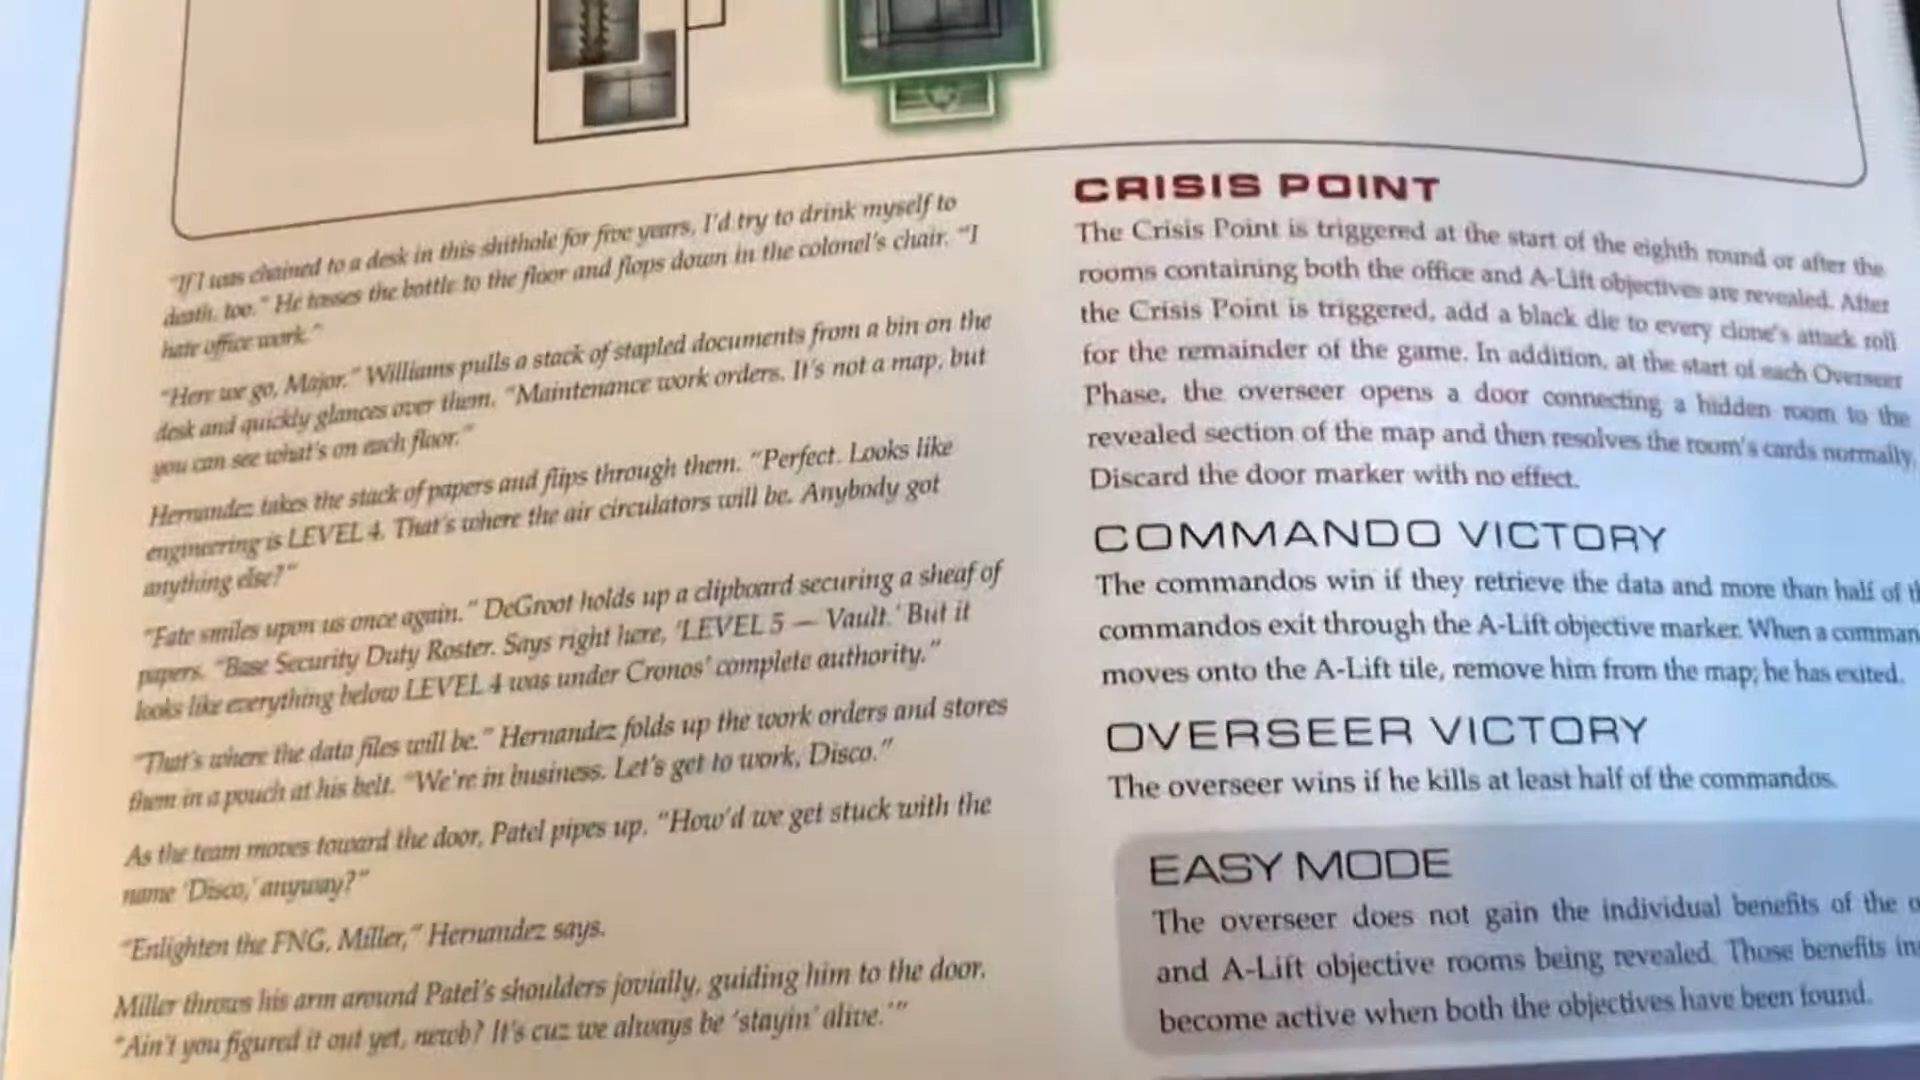 "If I was chained to a desk in this shithole for five years, I'd try to drink myself to
death, too." He tosses the bottle to the floor and flops down in the colonel's chair. "I
hate office work."
"Here we go, Major." Williams pulls a stack of stapled documents from a bin on the
desk and quickly glances over them. "Maintenance work orders. It's not a map, but
you can see what's on each floor."
Hernandez takes the stack of papers and flips through them. "Perfect. Looks like
engineering is LEVEL 4. That's where the air circulators will be. Anybody got
anything else?"
"Fate smiles upon us once again." DeGroot holds up a clipboard securing a sheaf of
papers. "Base Security Duty Roster. Says right here, 'LEVEL 5 — Vault.' But it
looks like everything below LEVEL 4 was under Cronos' complete authority."
"That's where the data files will be." Hernandez folds up the work orders and stores
them in a pouch at his belt. "We're in business. Let's get to work, Disco."
As the team moves toward the door, Patel pipes up, "How'd we get stuck with the
name 'Disco,' anyway?"
"Enlighten the FNG, Miller," Hernandez says.
Miller throws his arm around Patel's shoulders jovially, guiding him to the door.
"Ain't you figured it out yet, newb? It's cuz we always be 'stayin' alive.'"
CRISIS POINT
The Crisis Point is triggered at the start of the eighth round or after the
rooms containing both the office and A-Lift objectives are revealed. After
the Crisis Point is triggered, add a black die to every clone's attack roll
for the remainder of the game. In addition, at the start of each Overseer
Phase, the overseer opens a door connecting a hidden room to the
revealed section of the map and then resolves the room's cards normally.
Discard the door marker with no effect.
COMMANDO VICTORY
The commandos win if they retrieve the data and more than half of
commandos exit through the A-Lift objective marker. When a
moves onto the A-Lift tile, remove him from the map; he has exited.
OVERSEER VICTORY
The overseer wins if he kills at least half of the commandos.
EASY MODE
The overseer does not gain the individual benefits of the
and A-Lift objective rooms being revealed. Those benefits
become active when both the objectives have been found.